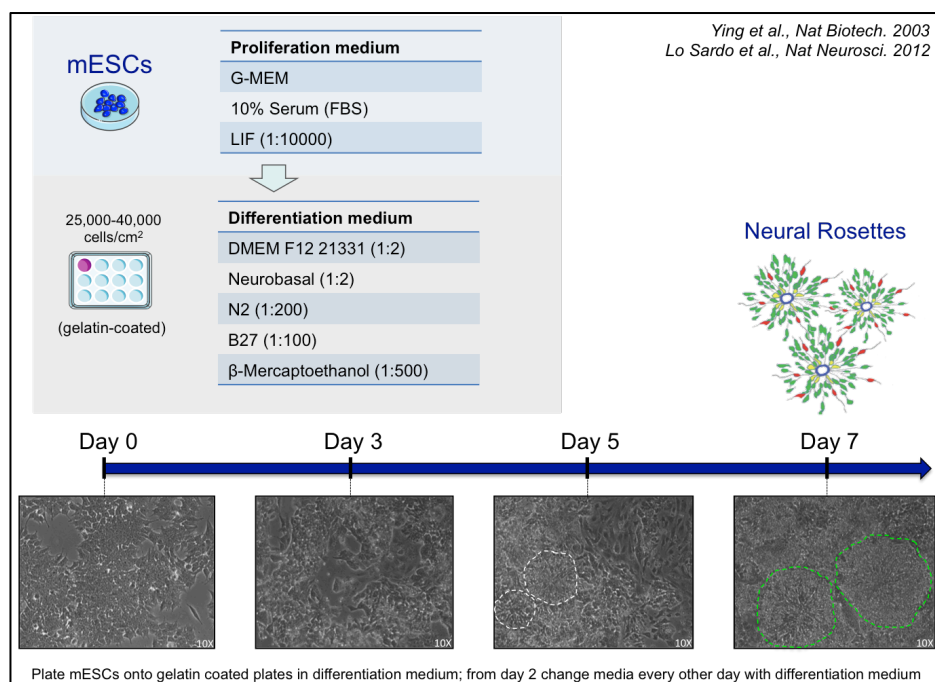 Ying et al., Nat Biotech. 2003
Lo Sardo et al., Nat Neurosci. 2012
mESCs
Proliferation medium
G-MEM
10% Serum (FBS)
LIF (1:10000)
25,000-40,000
cells/cm²
(gelatin-coated)
Differentiation medium
DMEM F12 21331 (1:2)
Neurobasal (1:2)
N2 (1:200)
B27 (1:100)
β-Mercaptoethanol (1:500)
Neural Rosettes
Day 0
Day 3
Day 5
Day 7
10X
10X
10X
10X
Plate mESCs onto gelatin coated plates in differentiation medium; from day 2 change media every other day with differentiation medium